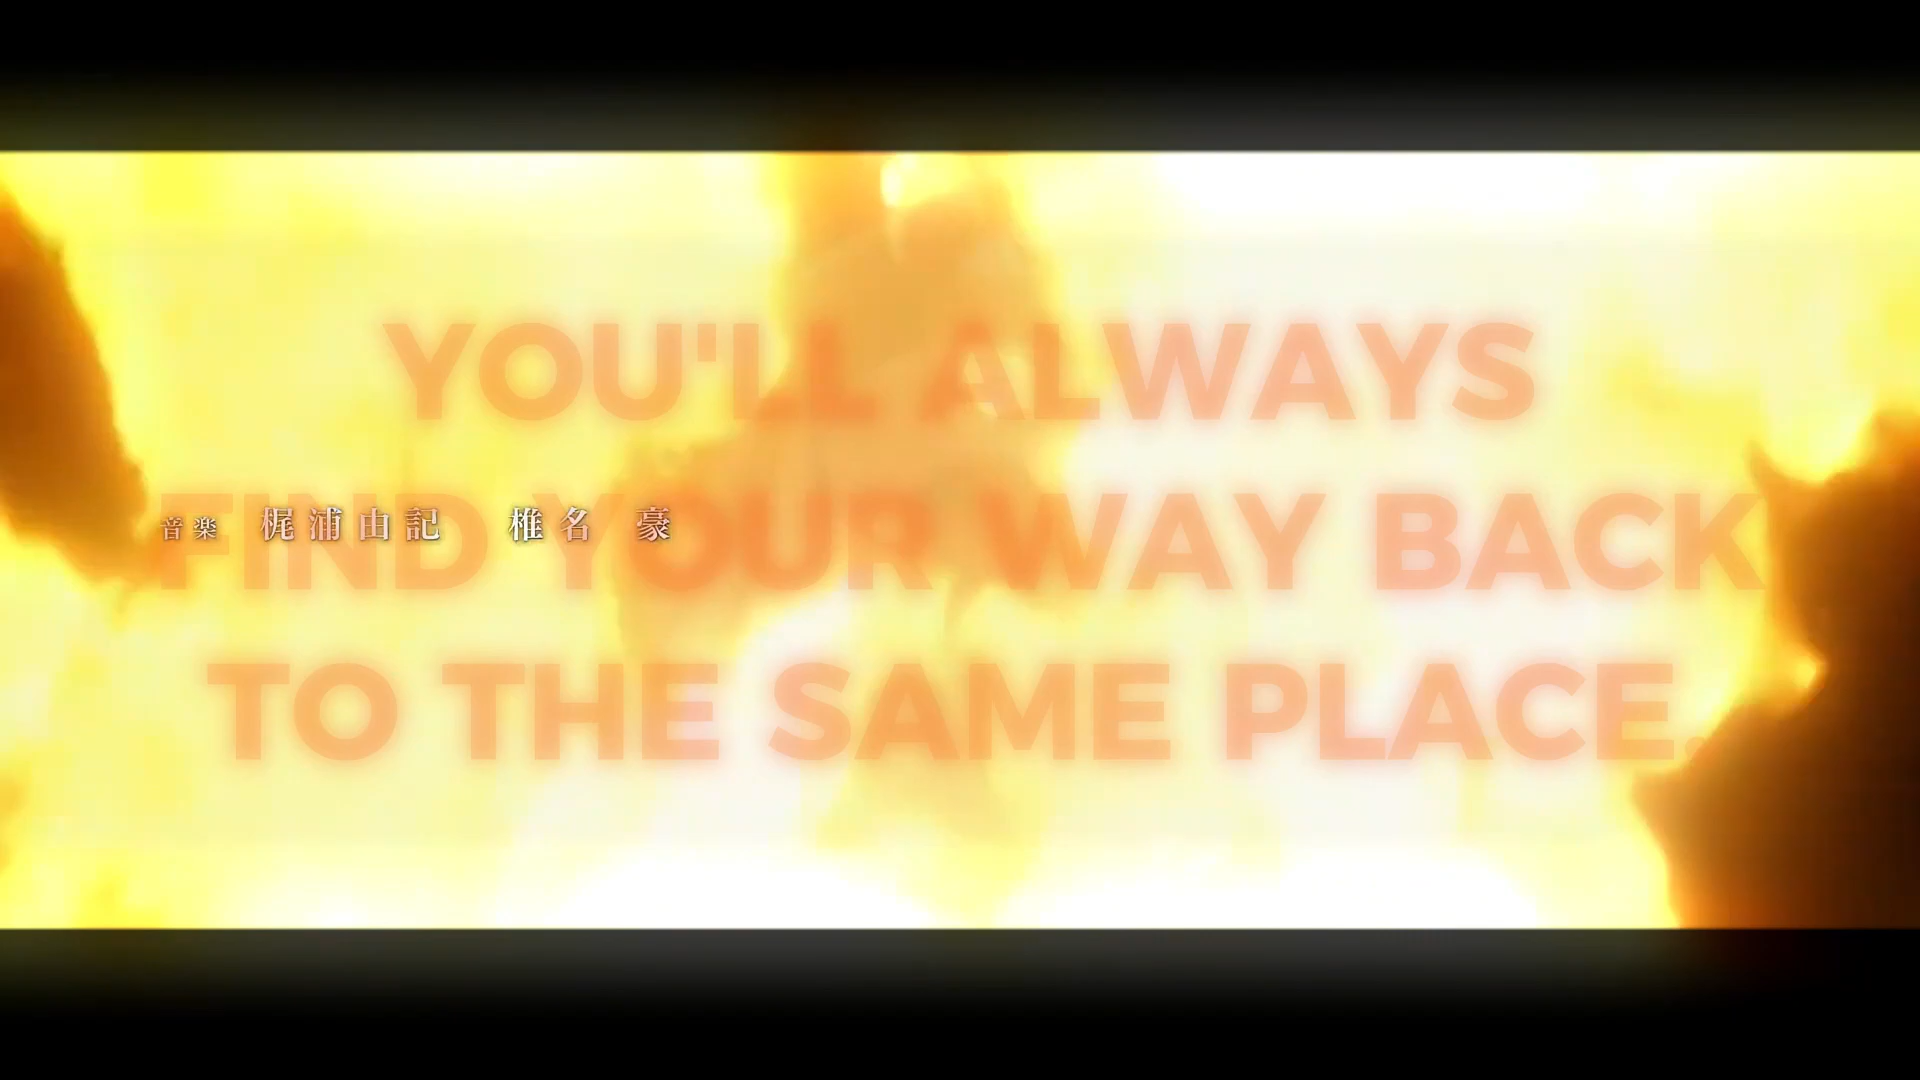 YOU'LL ALWAYS
FIND YOUR WAY BACK
音楽 梶浦由記 椎名 豪
TO THE SAME PLACE.